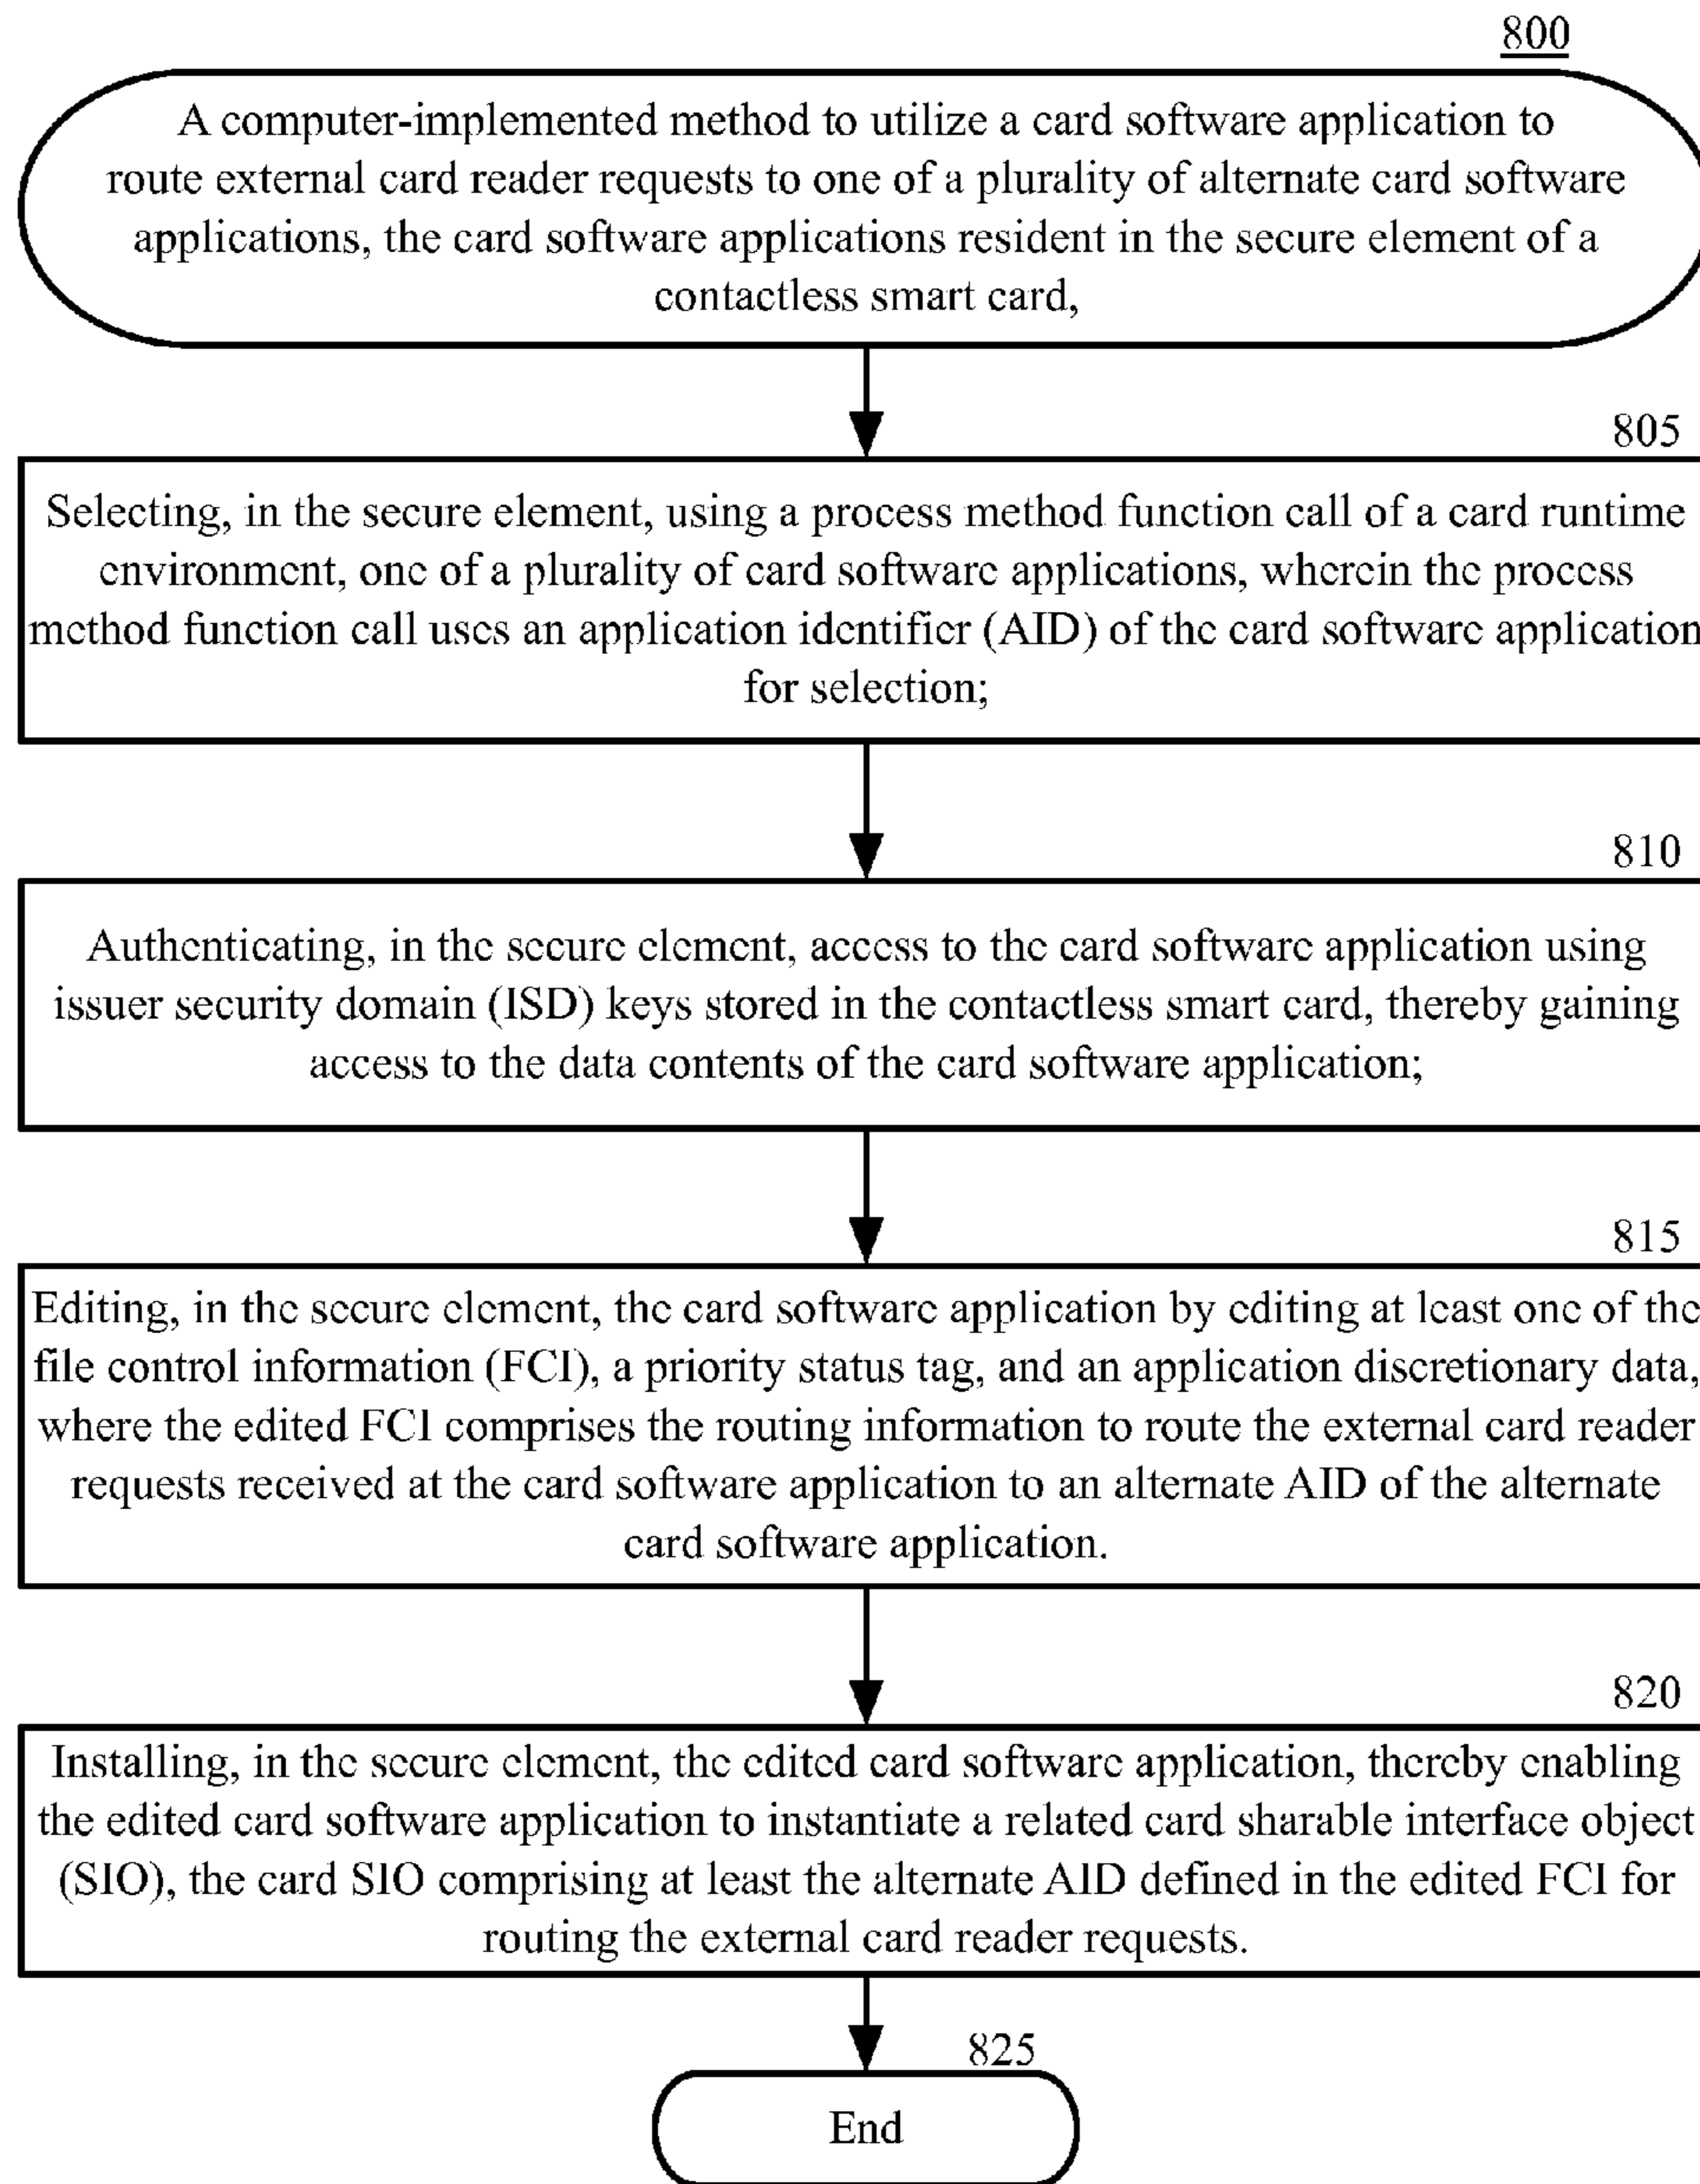 800
A computer-implemented method to utilize a card software application to
route external card reader requests to one of a plurality of alternate card software
applications, the card software applications resident in the secure element of a
contactless smart card,
805
Selecting, in the secure element, using a process method function call of a card runtime
environment, one of a plurality of card software applications, wherein the process
method function call uses an application identifier (AID) of the card software application
for selection;
810
Authenticating, in the secure element, access to the card software application using
issuer security domain (ISD) keys stored in the contactless smart card, thereby gaining
access to the data contents of the card software application;
815
Editing, in the secure element, the card software application by editing at least one of the
file control information (FCI), a priority status tag, and an application discretionary data,
where the edited FCI comprises the routing information to route the external card reader
requests received at the card software application to an alternate AID of the alternate
card software application.
820
Installing, in the secure element, the edited card software application, thereby enabling
the edited card software application to instantiate a related card sharable interface object
(SIO), the card SIO comprising at least the alternate AID defined in the edited FCI for
routing the external card reader requests.
825
End